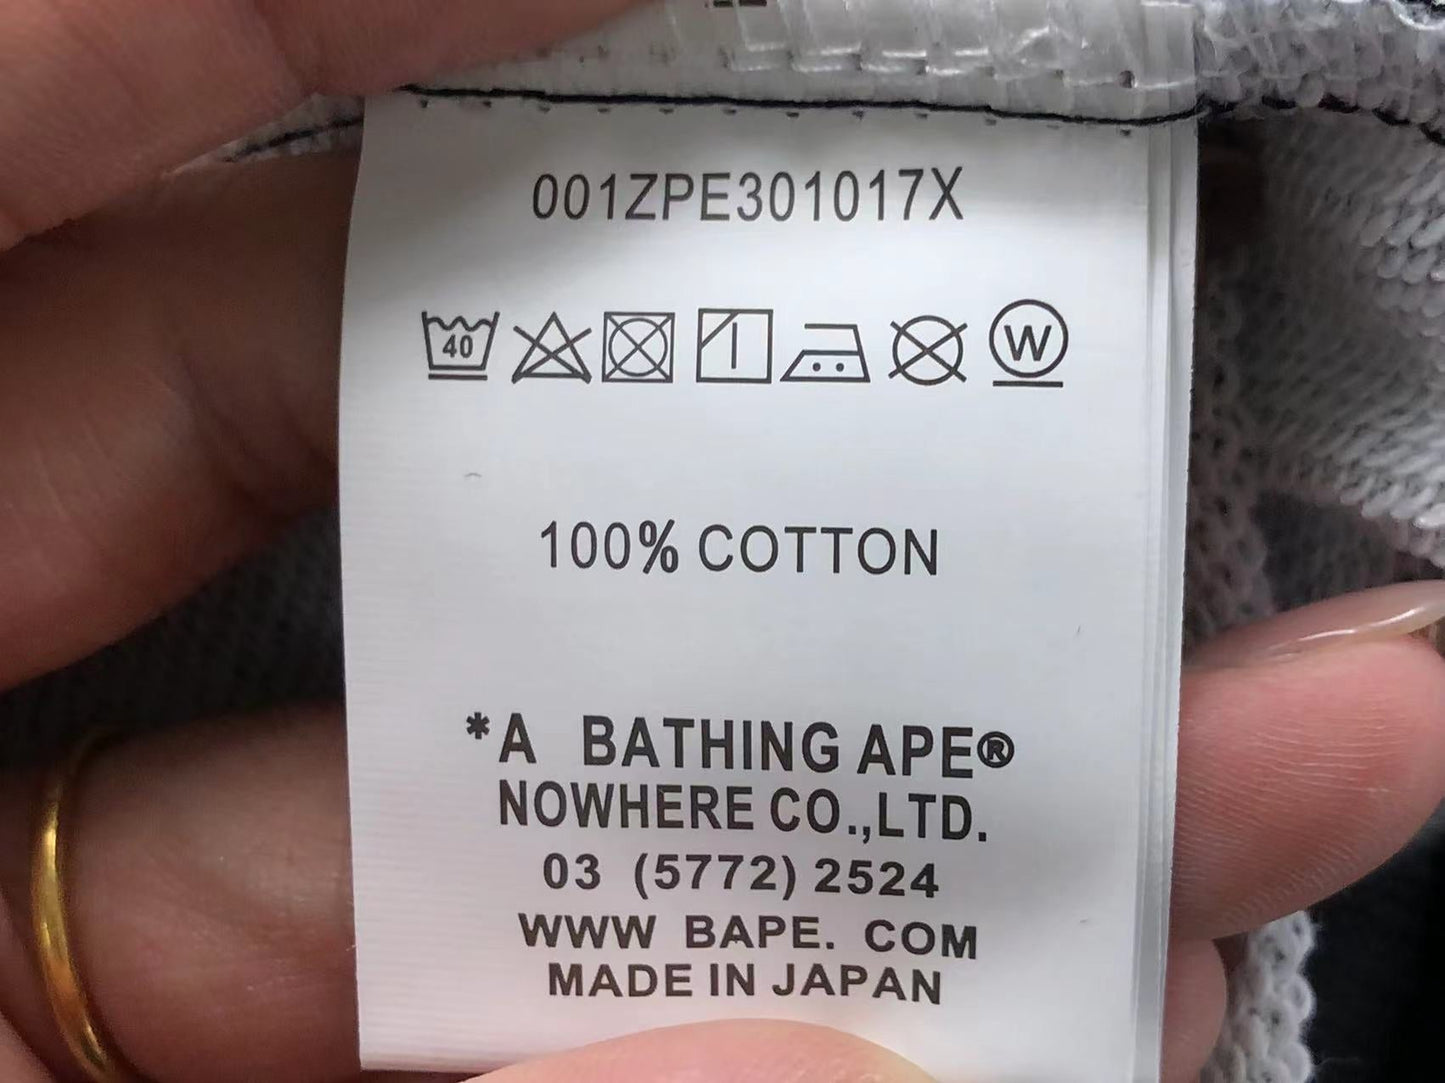 001ZPE301017X
40 W
100% COTTON
*A BATHING APE®
NOWHERE CO.,LTD.
03 (5772) 2524
WWW BAPE. COM
MADE IN JAPAN